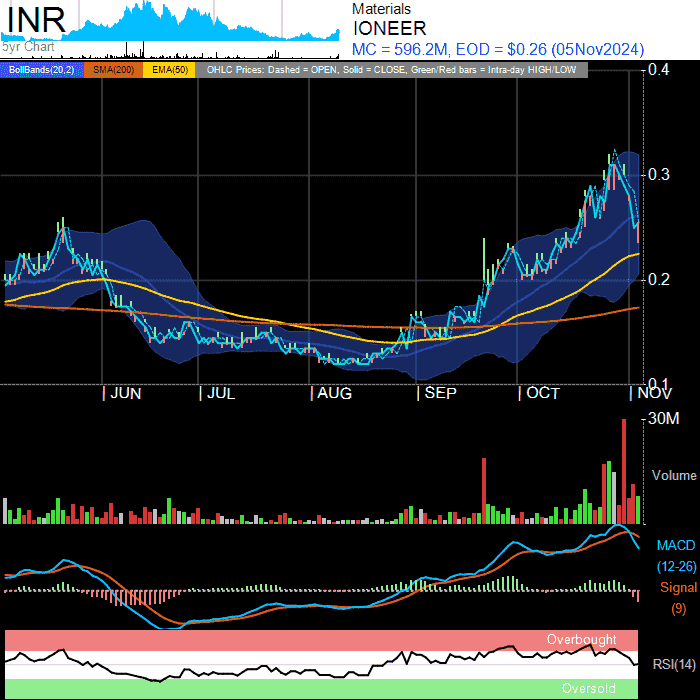 INR
5yr Chart
Materials
IONEER
MC = 596.2M, EOD = $0.26 (05Nov2024)
BollBands(20,2) SMA(200) EMA(50) OHLC Prices: Dashed = OPEN, Solid = CLOSE, Green/Red bars = Intra-day HIGH/LOW
0.4
0.3
0.2
0.1
| JUN | JUL | AUG | SEP | OCT | NOV
30M
Volume
MACD
(12-26)
Signal
(9)
Overbought
RSI(14)
Oversold